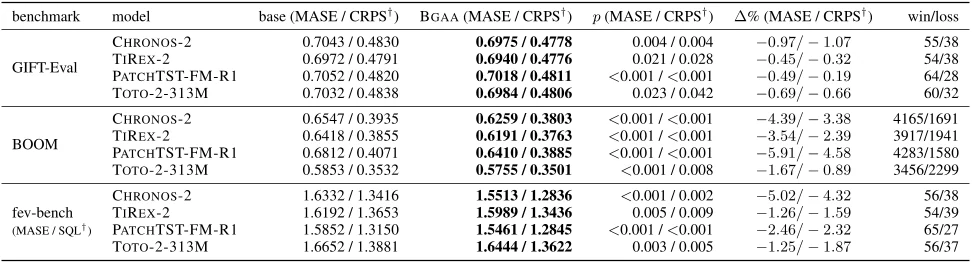 benchmark model base (MASE / CRPS†) BGAA (MASE / CRPS†) p (MASE / CRPS†) Δ% (MASE / CRPS†) win/loss
CHRONOS-2 0.7043 / 0.4830 0.6975 / 0.4778 0.004 / 0.004 −0.97/ − 1.07 55/38
GIFT-Eval TIREX-2 0.6972 / 0.4791 0.6940 / 0.4776 0.021 / 0.028 −0.45/ − 0.32 54/38
PATCHTST-FM-R1 0.7052 / 0.4820 0.7018 / 0.4811 <0.001 / <0.001 −0.49/ − 0.19 64/28
TOTO-2-313M 0.7032 / 0.4838 0.6984 / 0.4806 0.023 / 0.042 −0.69/ − 0.66 60/32
CHRONOS-2 0.6547 / 0.3935 0.6259 / 0.3803 <0.001 / <0.001 −4.39/ − 3.38 4165/1691
BOOM TIREX-2 0.6418 / 0.3855 0.6191 / 0.3763 <0.001 / <0.001 −3.54/ − 2.39 3917/1941
PATCHTST-FM-R1 0.6812 / 0.4071 0.6410 / 0.3885 <0.001 / <0.001 −5.91/ − 4.58 4283/1580
TOTO-2-313M 0.5853 / 0.3532 0.5755 / 0.3501 <0.001 / <0.008 −1.67/ − 0.89 3456/2299
CHRONOS-2 1.6332 / 1.3416 1.5513 / 1.2836 <0.001 / <0.002 −5.02/ − 4.32 56/38
fev-bench TIREX-2 1.6192 / 1.3653 1.5989 / 1.3436 0.005 / 0.009 −1.26/ − 1.59 54/39
(MASE / SQL†) PATCHTST-FM-R1 1.5852 / 1.3150 1.5461 / 1.2845 <0.001 / <0.001 −2.46/ − 2.32 65/27
TOTO-2-313M 1.6652 / 1.3881 1.6444 / 1.3622 0.003 / 0.005 −1.25/ − 1.87 56/37